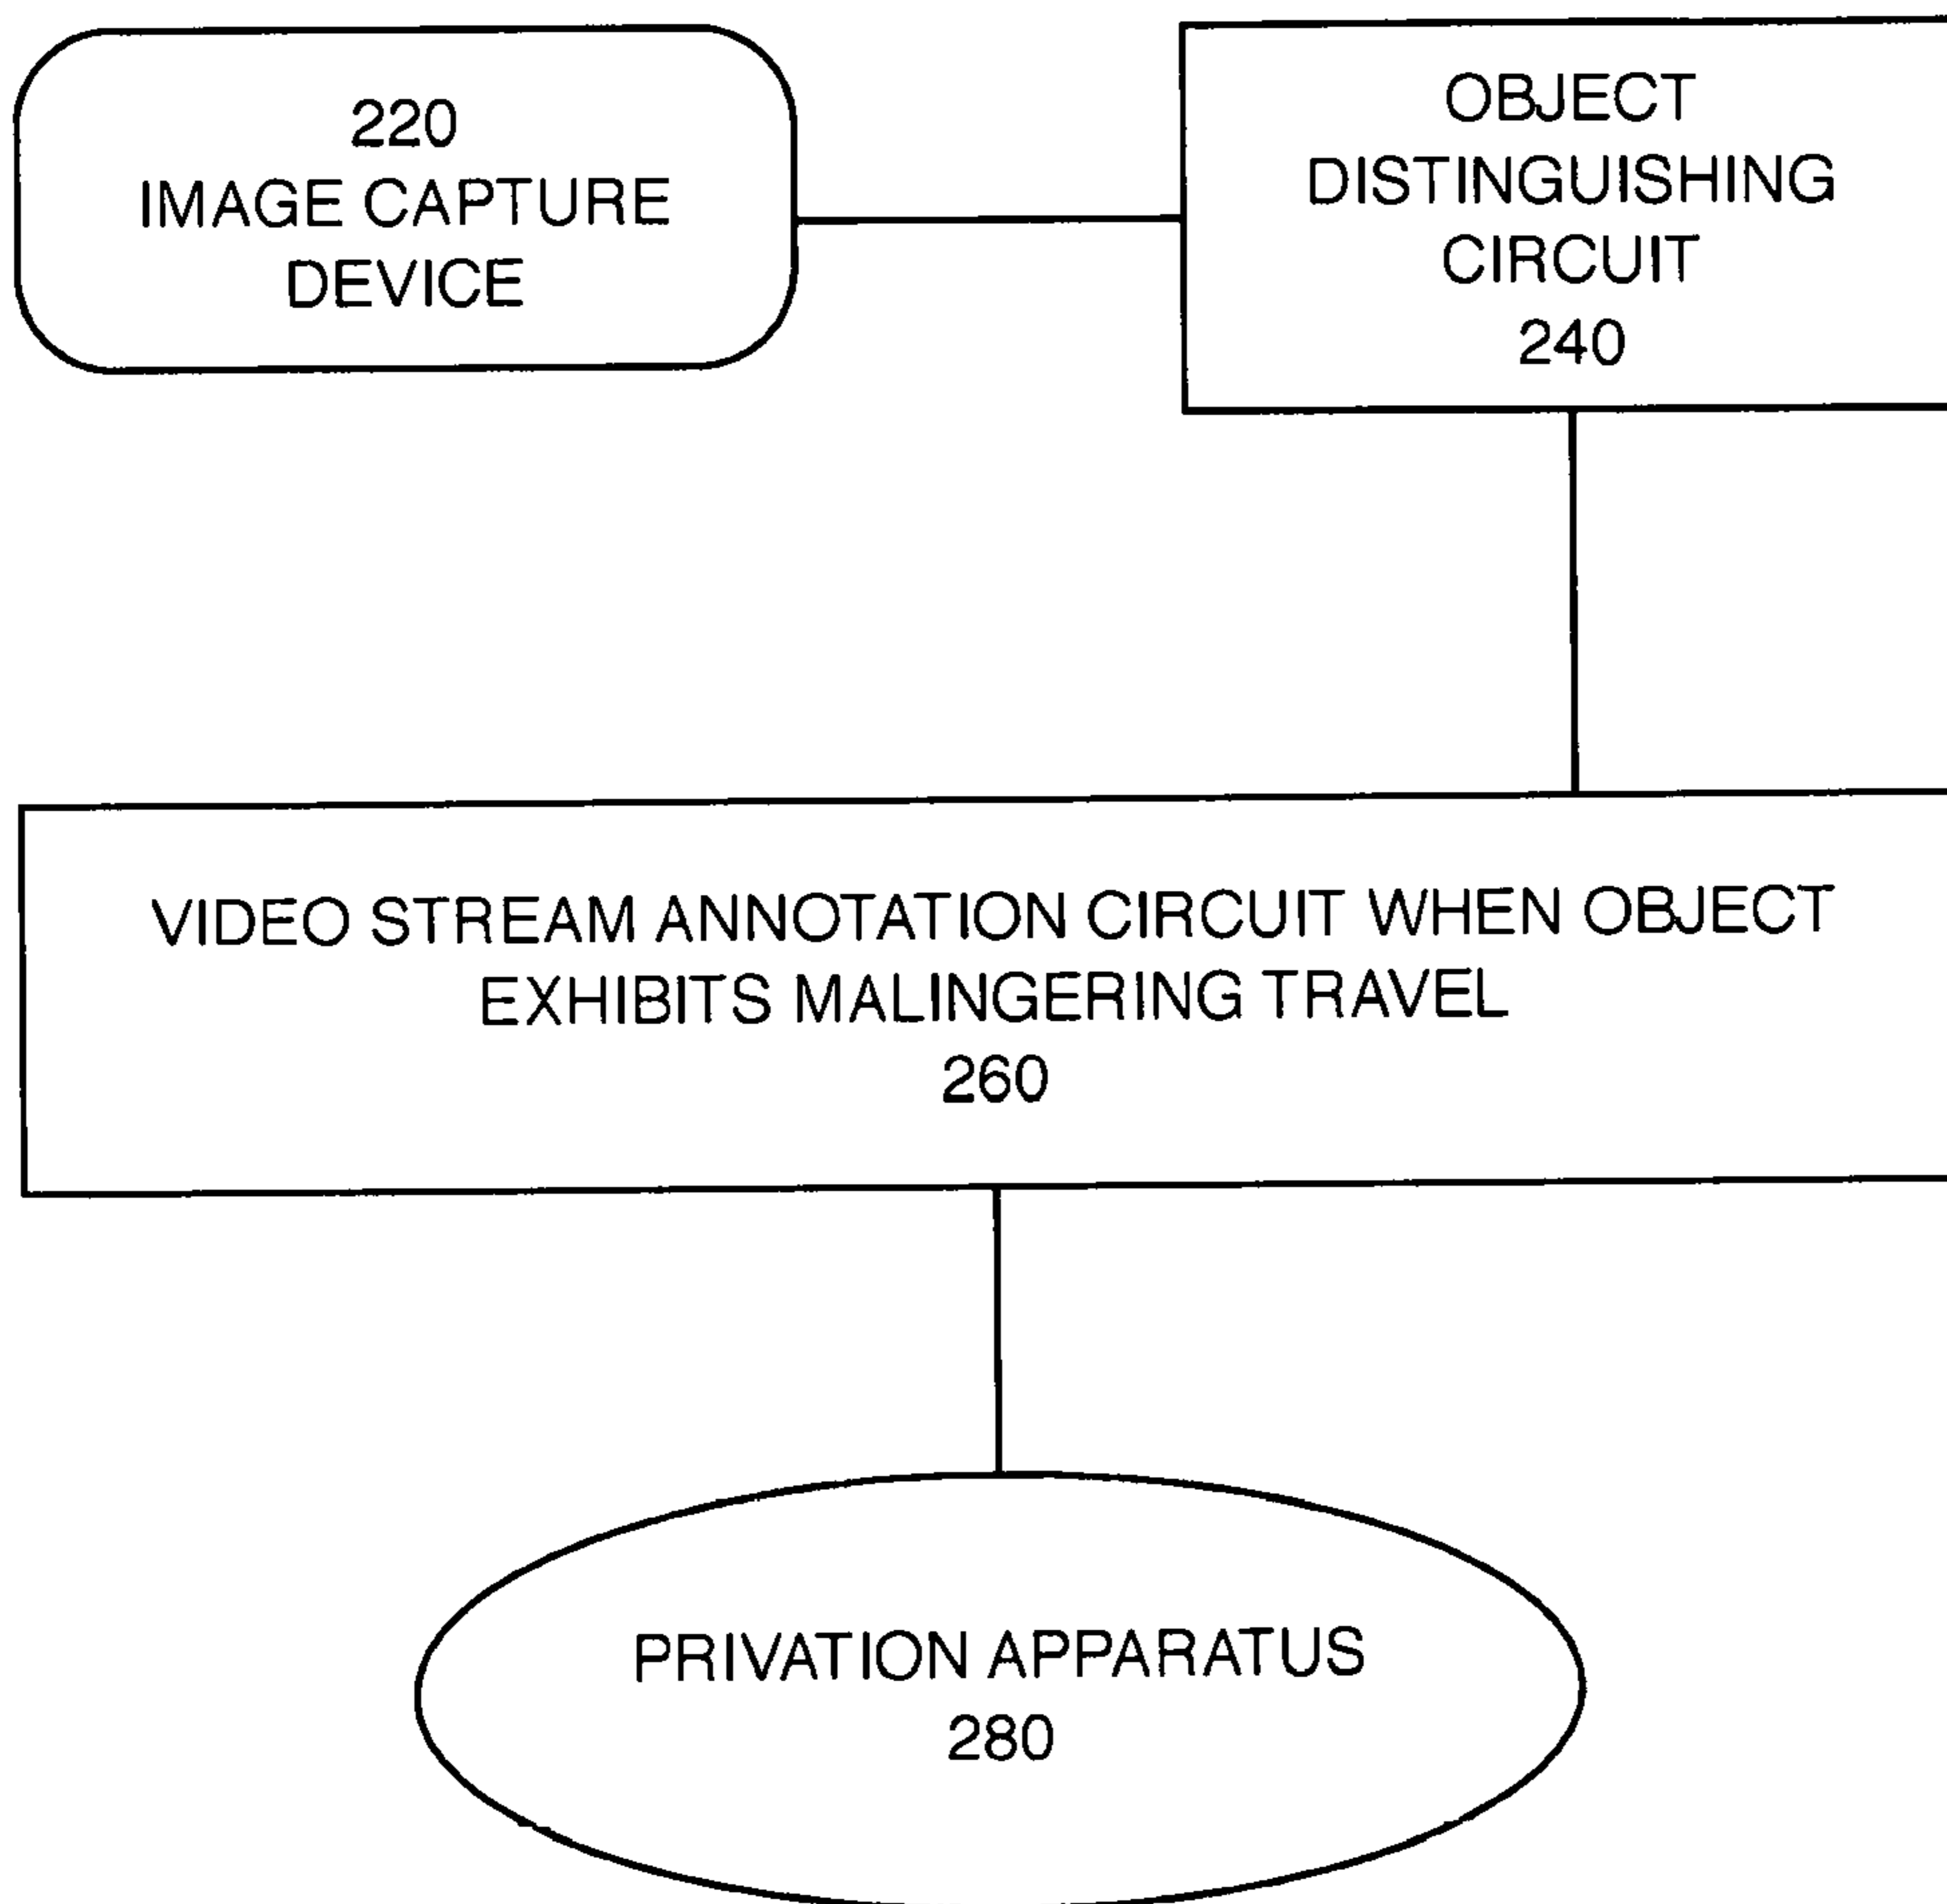 220
IMAGE CAPTURE
DEVICE
OBJECT
DISTINGUISHING
CIRCUIT
240
VIDEO STREAM ANNOTATION CIRCUIT WHEN OBJECT
EXHIBITS MALINGERING TRAVEL
260
PRIVATION APPARATUS
280